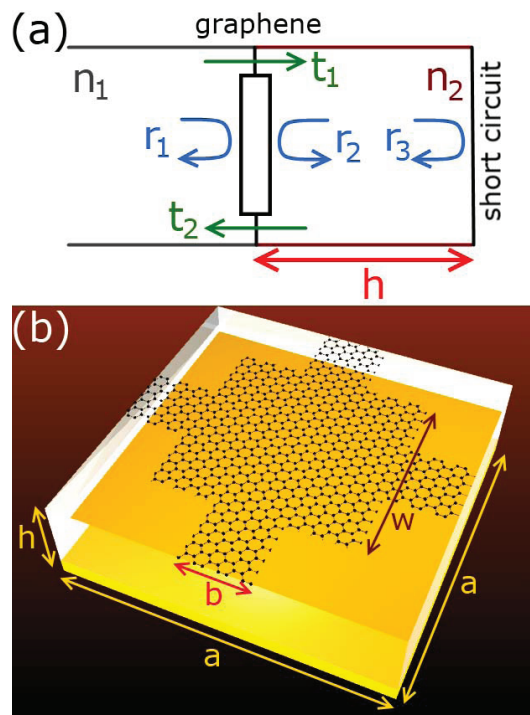 (a)
graphene
n1
t1
n2
r1
r2
r3
short circuit
t2
h
(b)
w
h
b
a
a